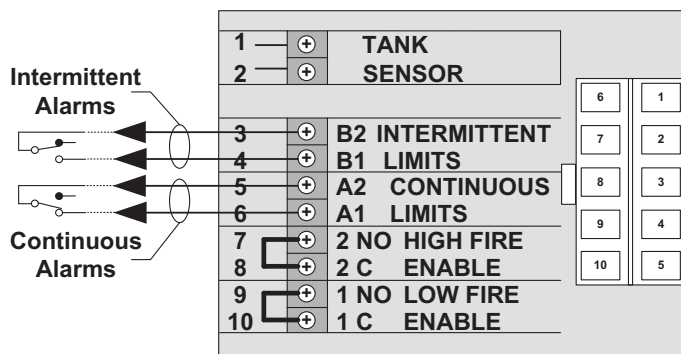 1 TANK
2 SENSOR
Intermittent
Alarms
3 B2 INTERMITTENT
4 B1 LIMITS
5 A2 CONTINUOUS
6 A1 LIMITS
Continuous
Alarms
7 2 NO HIGH FIRE
8 2 C ENABLE
9 1 NO LOW FIRE
10 1 C ENABLE
6 1
7 2
8 3
9 4
10 5